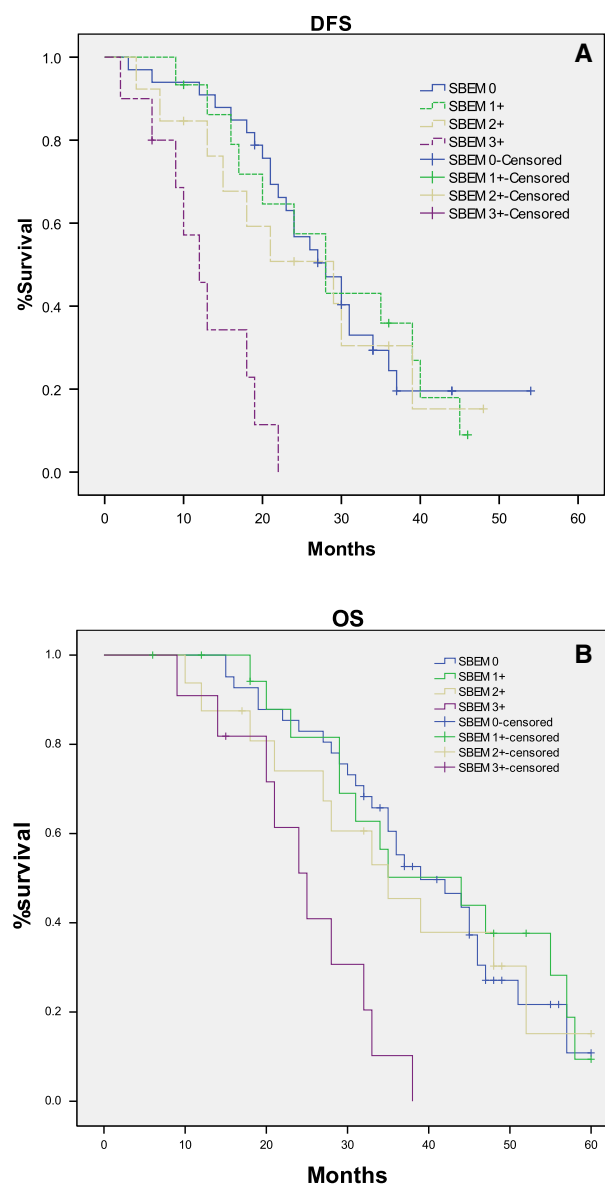 DFS
A
1.0
0.8
0.6
0.4
0.2
0.0
%Survival
SBEM 0
SBEM 1+
SBEM 2+
SBEM 3+
SBEM 0-Censored
SBEM 1+-Censored
SBEM 2+-Censored
SBEM 3+-Censored
0 10 20 30 40 50 60
Months
OS
B
1.0
0.8
0.6
0.4
0.2
0.0
%survival
SBEM 0
SBEM 1+
SBEM 2+
SBEM 3+
SBEM 0-censored
SBEM 1+-censored
SBEM 2+-censored
SBEM 3+-censored
0 10 20 30 40 50 60
Months